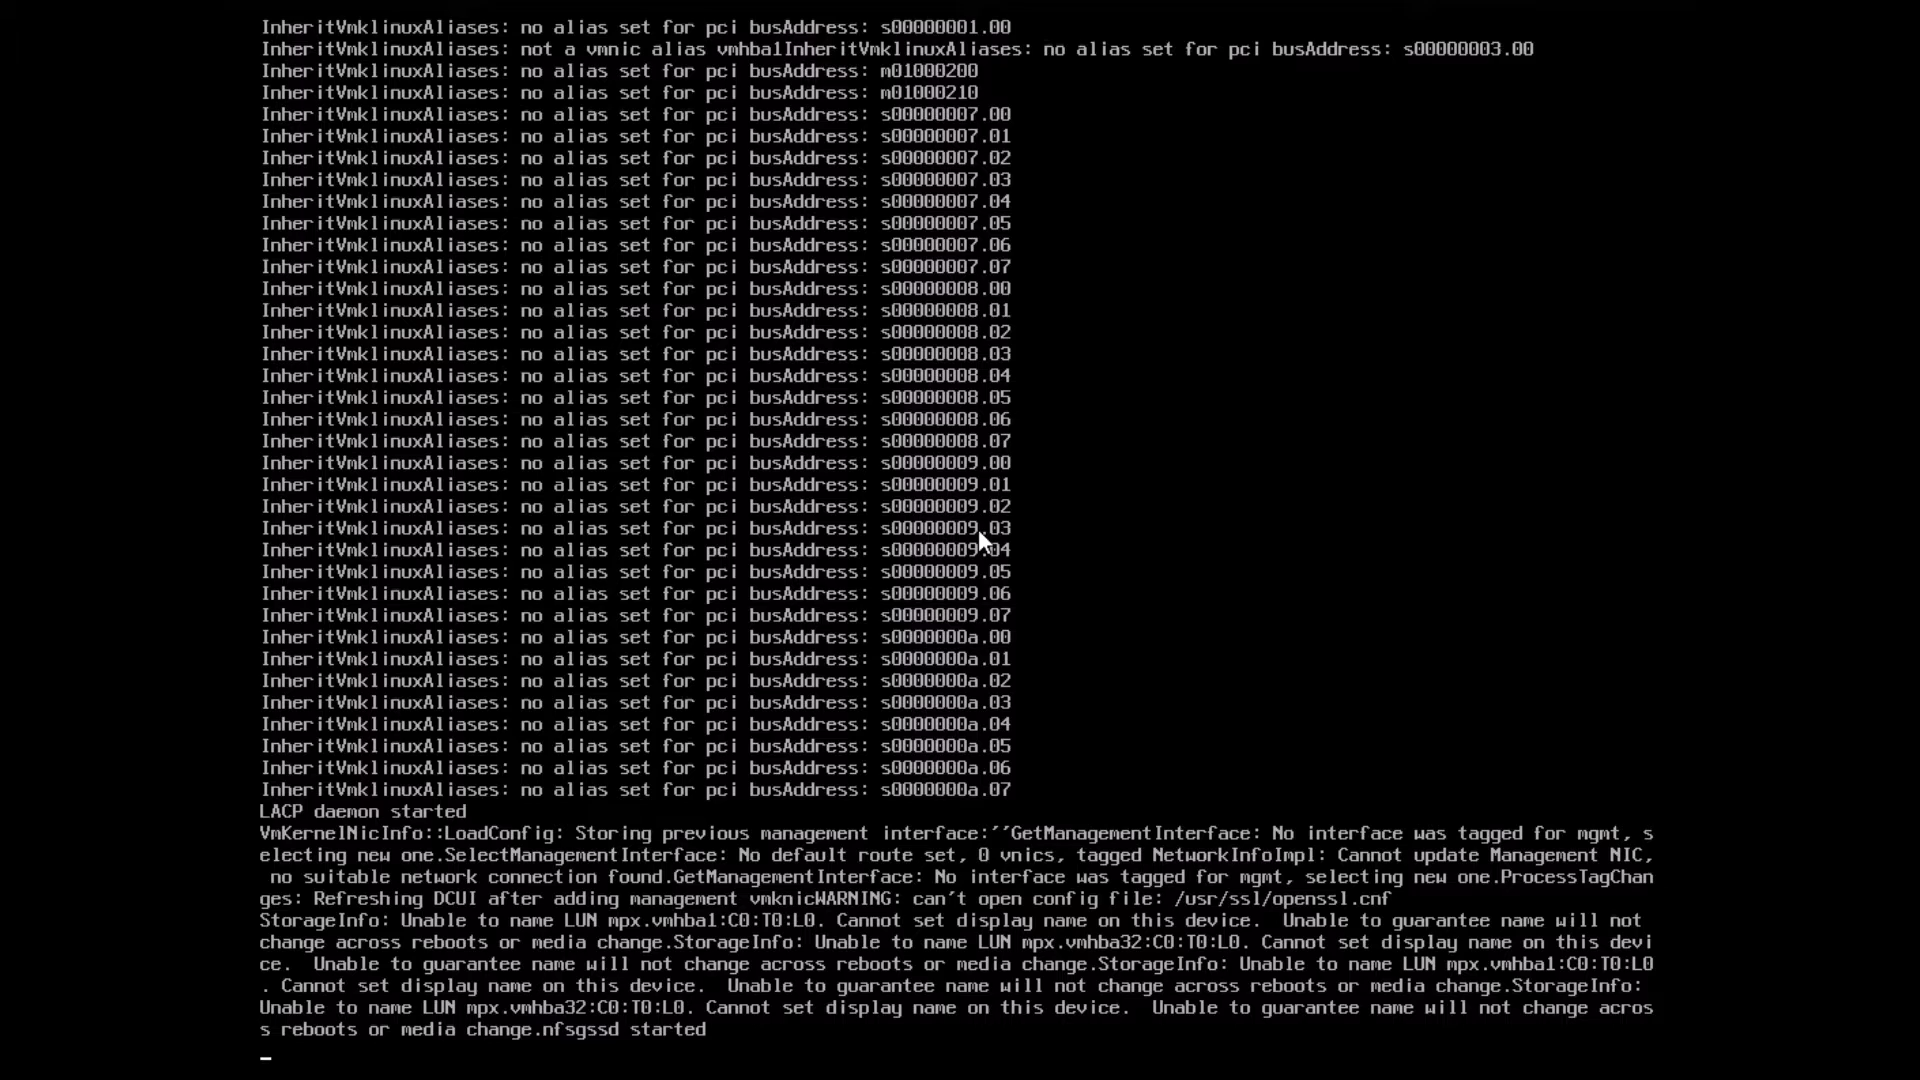 InheritVmklinuxAliases: no alias set for pci busAddress: s00000001.00
InheritVmklinuxAliases: not a vmnic alias vmhba1InheritVmklinuxAliases: no alias set for pci busAddress: s00000003.00
InheritVmklinuxAliases: no alias set for pci busAddress: m01000200
InheritVmklinuxAliases: no alias set for pci busAddress: m01000210
InheritVmklinuxAliases: no alias set for pci busAddress: s00000007.00
InheritVmklinuxAliases: no alias set for pci busAddress: s00000007.01
InheritVmklinuxAliases: no alias set for pci busAddress: s00000007.02
InheritVmklinuxAliases: no alias set for pci busAddress: s00000007.03
InheritVmklinuxAliases: no alias set for pci busAddress: s00000007.04
InheritVmklinuxAliases: no alias set for pci busAddress: s00000007.05
InheritVmklinuxAliases: no alias set for pci busAddress: s00000007.06
InheritVmklinuxAliases: no alias set for pci busAddress: s00000007.07
InheritVmklinuxAliases: no alias set for pci busAddress: s00000008.00
InheritVmklinuxAliases: no alias set for pci busAddress: s00000008.01
InheritVmklinuxAliases: no alias set for pci busAddress: s00000008.02
InheritVmklinuxAliases: no alias set for pci busAddress: s00000008.03
InheritVmklinuxAliases: no alias set for pci busAddress: s00000008.04
InheritVmklinuxAliases: no alias set for pci busAddress: s00000008.05
InheritVmklinuxAliases: no alias set for pci busAddress: s00000008.06
InheritVmklinuxAliases: no alias set for pci busAddress: s00000008.07
InheritVmklinuxAliases: no alias set for pci busAddress: s00000009.00
InheritVmklinuxAliases: no alias set for pci busAddress: s00000009.01
InheritVmklinuxAliases: no alias set for pci busAddress: s00000009.02
InheritVmklinuxAliases: no alias set for pci busAddress: s00000009.03
InheritVmklinuxAliases: no alias set for pci busAddress: s00000009.04
InheritVmklinuxAliases: no alias set for pci busAddress: s00000009.05
InheritVmklinuxAliases: no alias set for pci busAddress: s00000009.06
InheritVmklinuxAliases: no alias set for pci busAddress: s00000009.07
InheritVmklinuxAliases: no alias set for pci busAddress: s0000000a.00
InheritVmklinuxAliases: no alias set for pci busAddress: s0000000a.01
InheritVmklinuxAliases: no alias set for pci busAddress: s0000000a.02
InheritVmklinuxAliases: no alias set for pci busAddress: s0000000a.03
InheritVmklinuxAliases: no alias set for pci busAddress: s0000000a.04
InheritVmklinuxAliases: no alias set for pci busAddress: s0000000a.05
InheritVmklinuxAliases: no alias set for pci busAddress: s0000000a.06
InheritVmklinuxAliases: no alias set for pci busAddress: s0000000a.07
LACP daemon started
VmKernelNicInfo::LoadConfig: Storing previous management interface:''GetManagementInterface: No interface was tagged for mgmt, s
electing new one.SelectManagementInterface: No default route set, 0 vnics, tagged NetworkInfoImpl: Cannot update Management NIC,
 no suitable network connection found.GetManagementInterface: No interface was tagged for mgmt, selecting new one.ProcessTagChan
ges: Refreshing DCUI after adding management vmknicWARNING: can't open config file: /usr/ssl/openssl.cnf
StorageInfo: Unable to name LUN mpx.vmhba1:C0:T0:L0. Cannot set display name on this device.  Unable to guarantee name will not
change across reboots or media change.StorageInfo: Unable to name LUN mpx.vmhba32:C0:T0:L0. Cannot set display name on this devi
ce.  Unable to guarantee name will not change across reboots or media change.StorageInfo: Unable to name LUN mpx.vmhba1:C0:T0:L0
. Cannot set display name on this device.  Unable to guarantee name will not change across reboots or media change.StorageInfo:
Unable to name LUN mpx.vmhba32:C0:T0:L0. Cannot set display name on this device.  Unable to guarantee name will not change acros
s reboots or media change.nfsgssd started